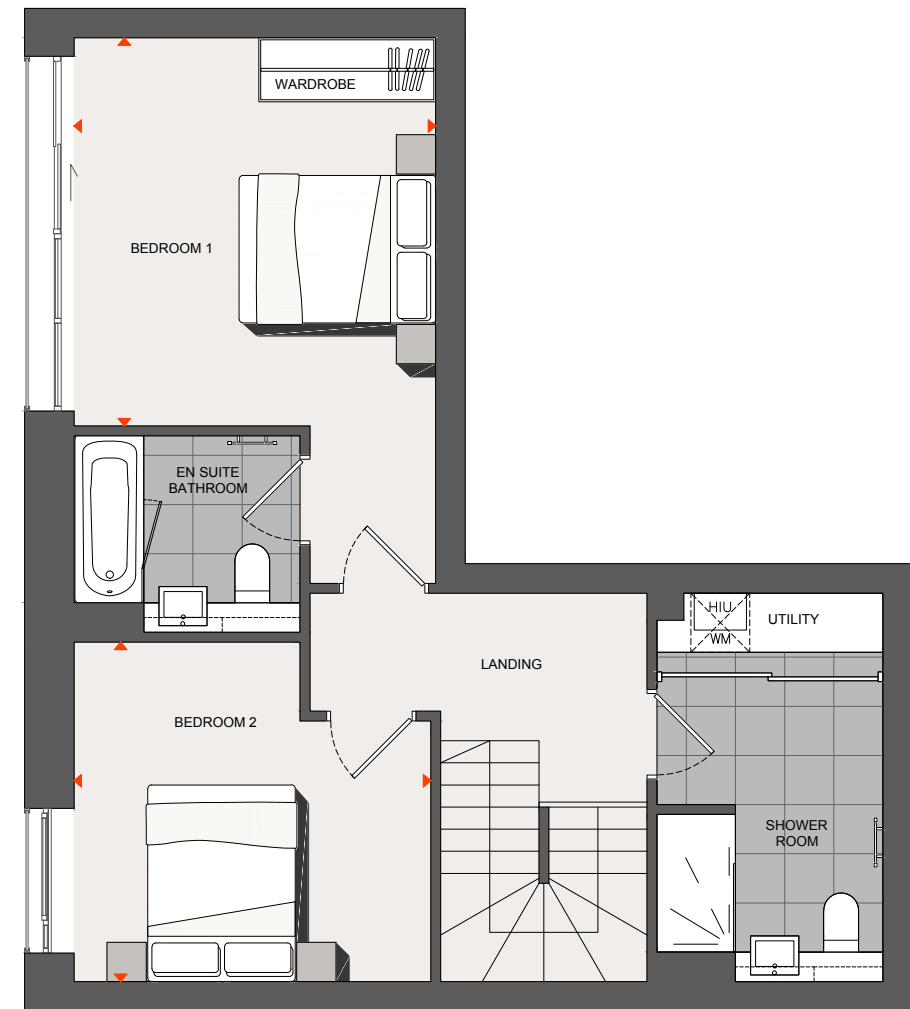 WARDROBE
BEDROOM 1
EN SUITE
BATHROOM
HIU
WM
UTILITY
LANDING
BEDROOM 2
SHOWER
ROOM